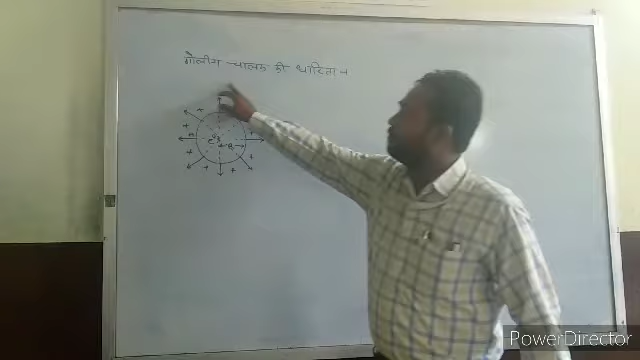 गोलीय चालक की धारिता →
+ +
+
R
+ +
+ +
PowerDirector